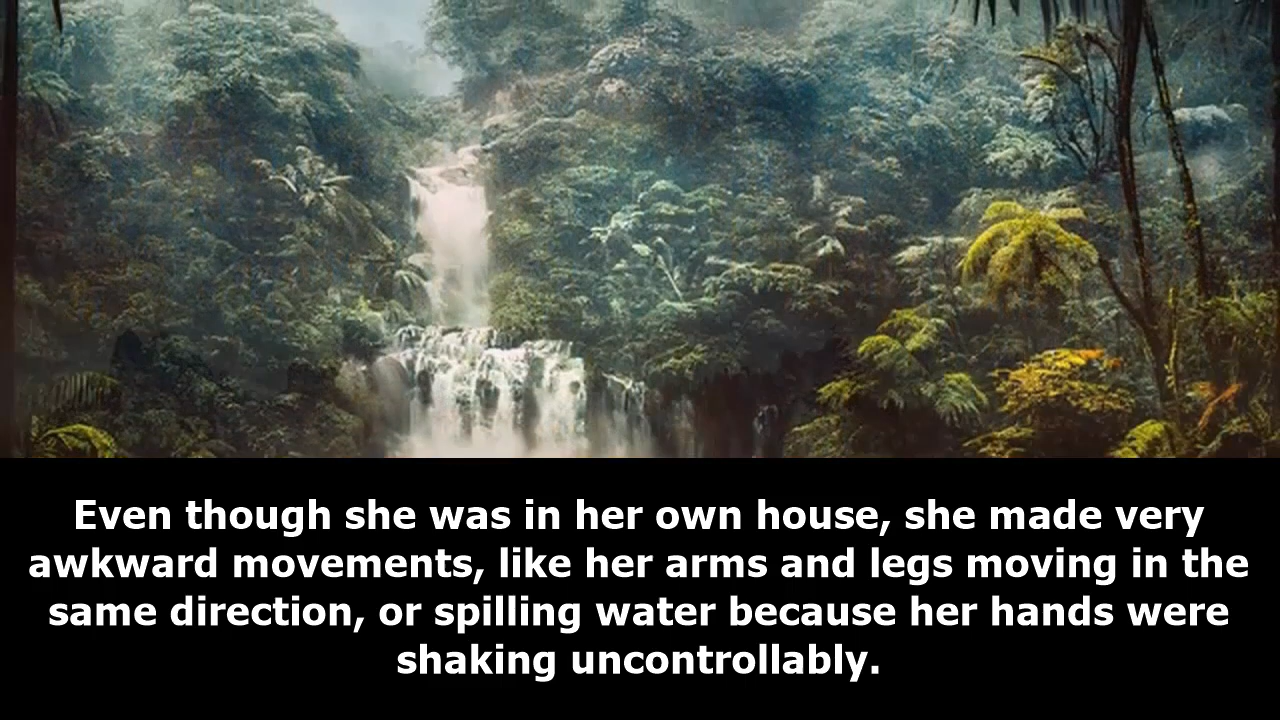 Even though she was in her own house, she made very
awkward movements, like her arms and legs moving in the
same direction, or spilling water because her hands were
shaking uncontrollably.